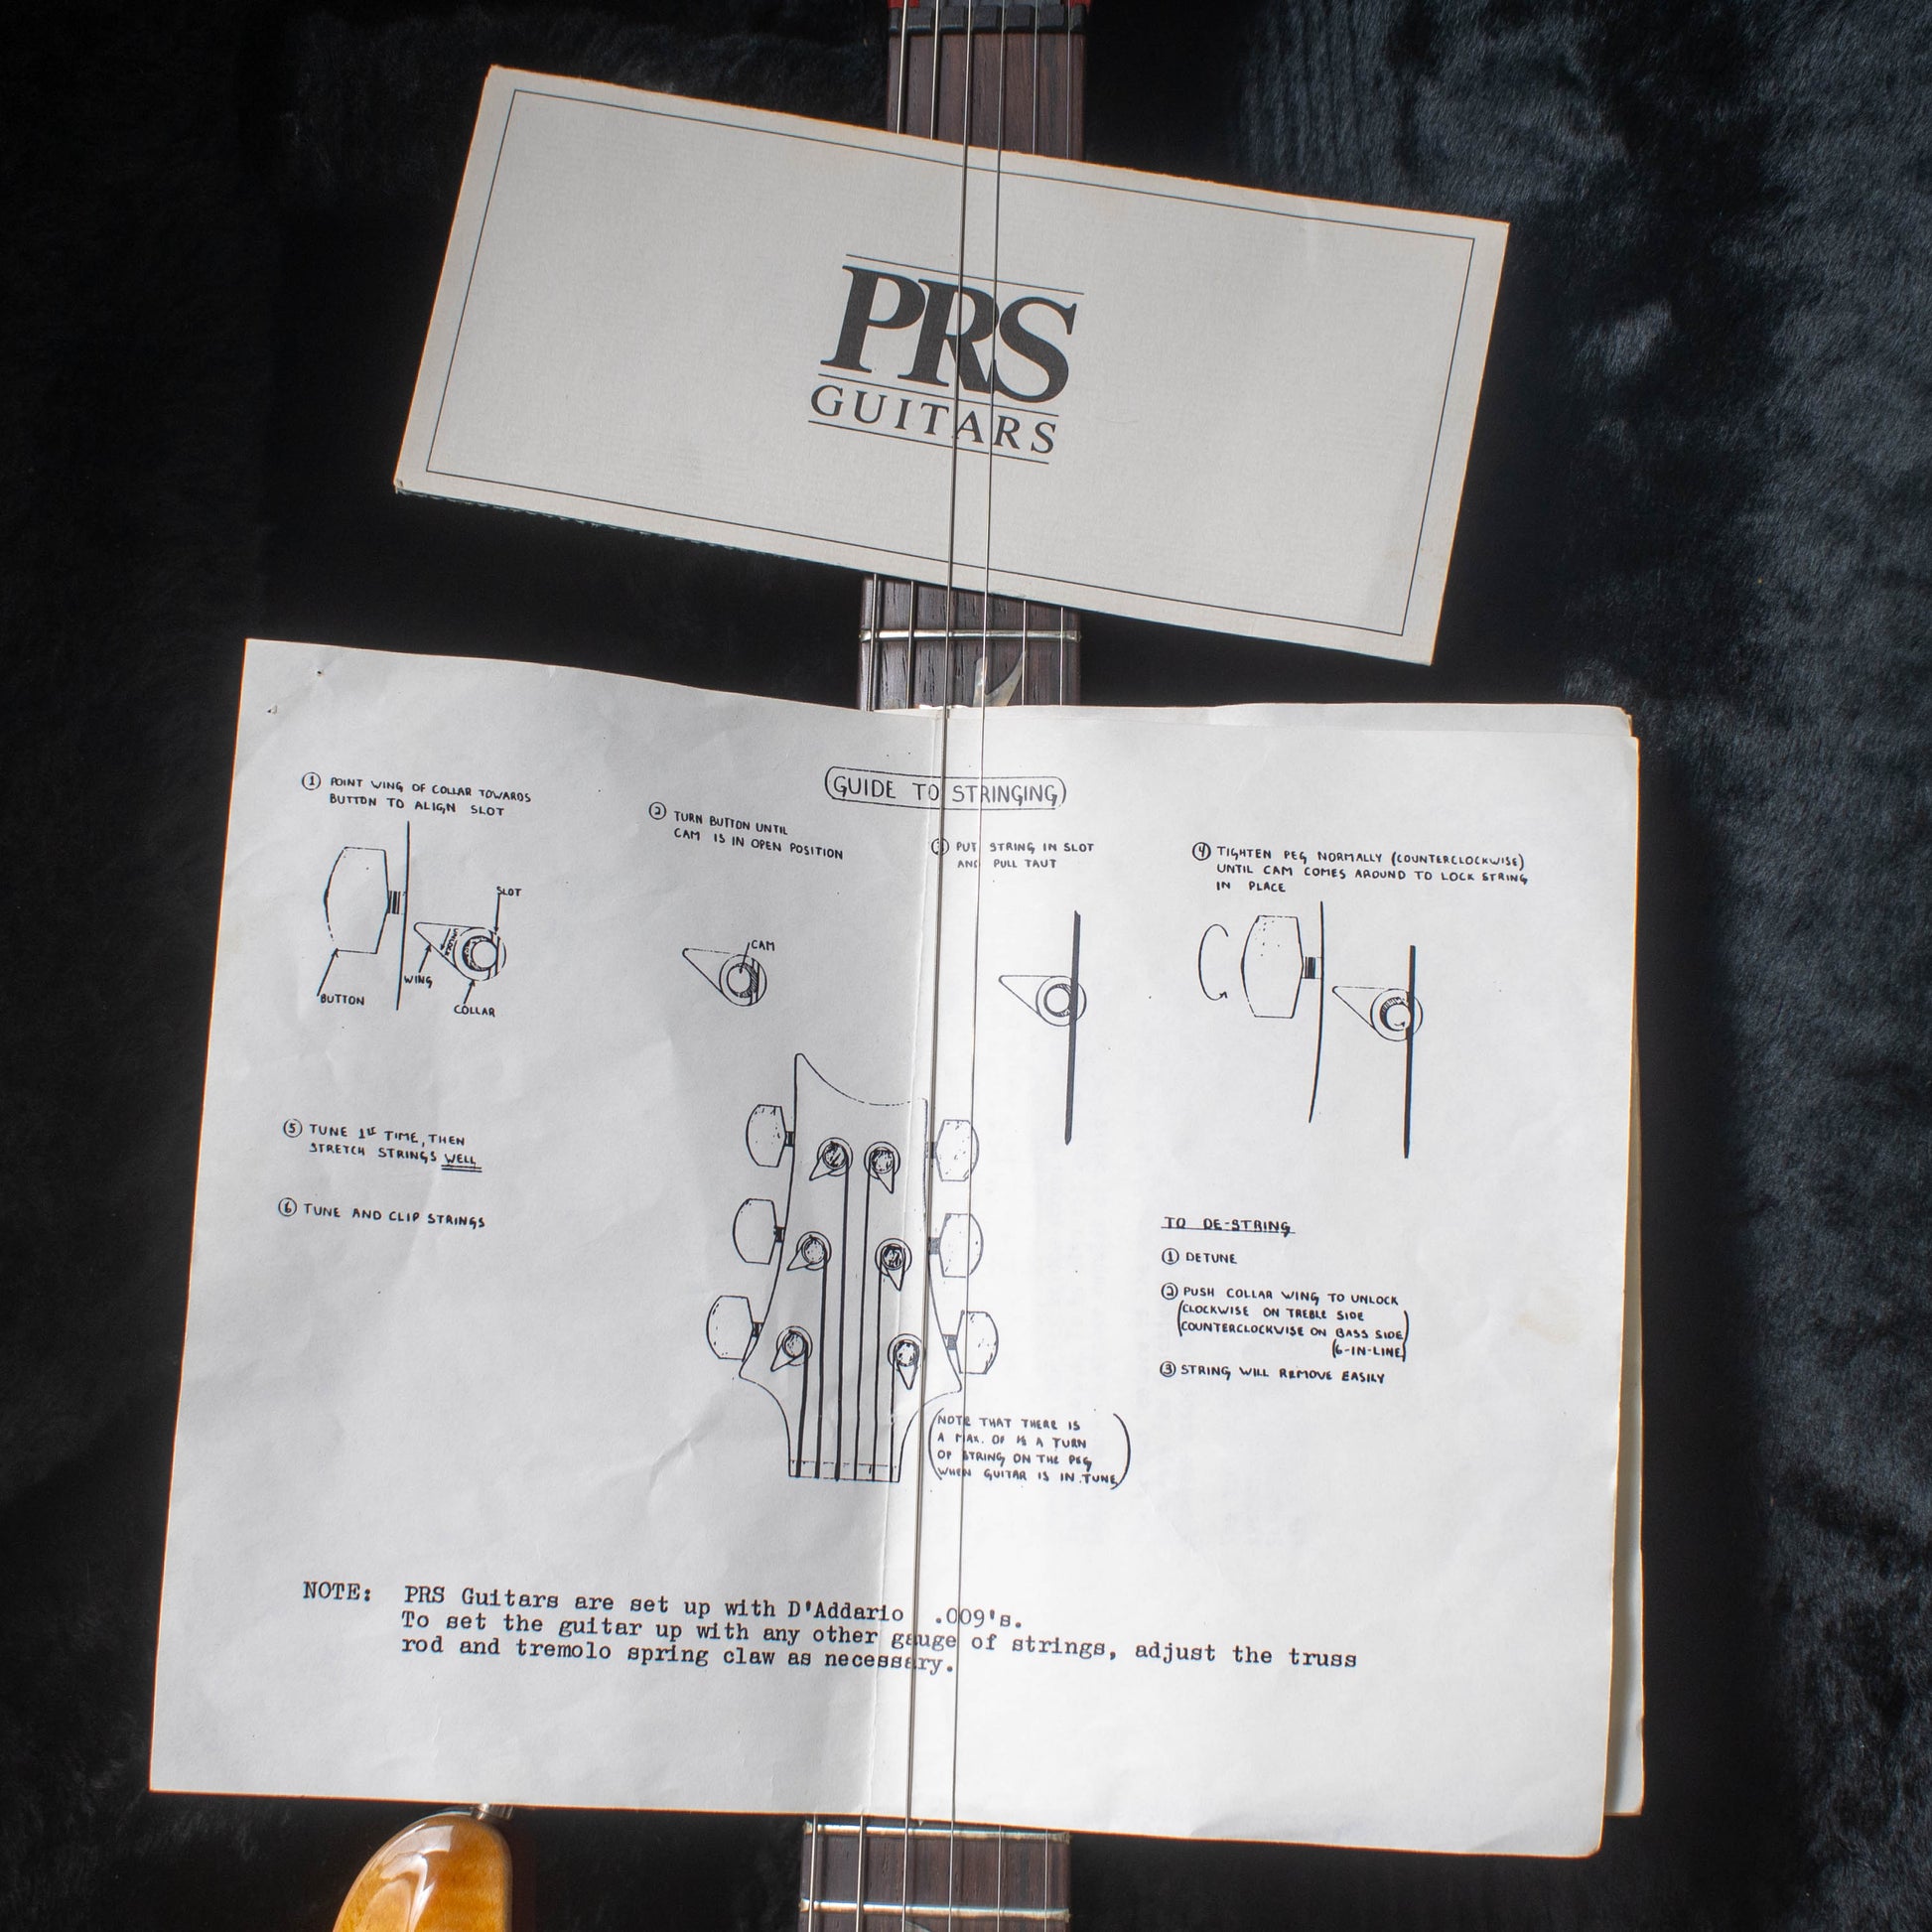 PRS
GUITARS
GUIDE TO STRINGING
① POINT WING OF COLLAR TOWARDS
BUTTON TO ALIGN SLOT
SLOT
WING
BUTTON
COLLAR
② TURN BUTTON UNTIL
CAM IS IN OPEN POSITION
CAM
③ PUT STRING IN SLOT
AND PULL TAUT
④ TIGHTEN PEG NORMALLY (COUNTERCLOCKWISE)
UNTIL CAM COMES AROUND TO LOCK STRING
IN PLACE
⑤ TUNE 1ST TIME, THEN
STRETCH STRINGS WELL
⑥ TUNE AND CLIP STRINGS
TO DE-STRING
① DETUNE
② PUSH COLLAR WING TO UNLOCK
(CLOCKWISE ON TREBLE SIDE
COUNTERCLOCKWISE ON BASS SIDE)
(6-IN-LINE)
③ STRING WILL REMOVE EASILY
(NOTE THAT THERE IS
A MAX. OF ½ A TURN
OF STRING ON THE PEG
WHEN GUITAR IS IN TUNE)
NOTE: PRS Guitars are set up with D'Addario .009's.
To set the guitar up with any other gauge of strings, adjust the truss
rod and tremolo spring claw as necessary.